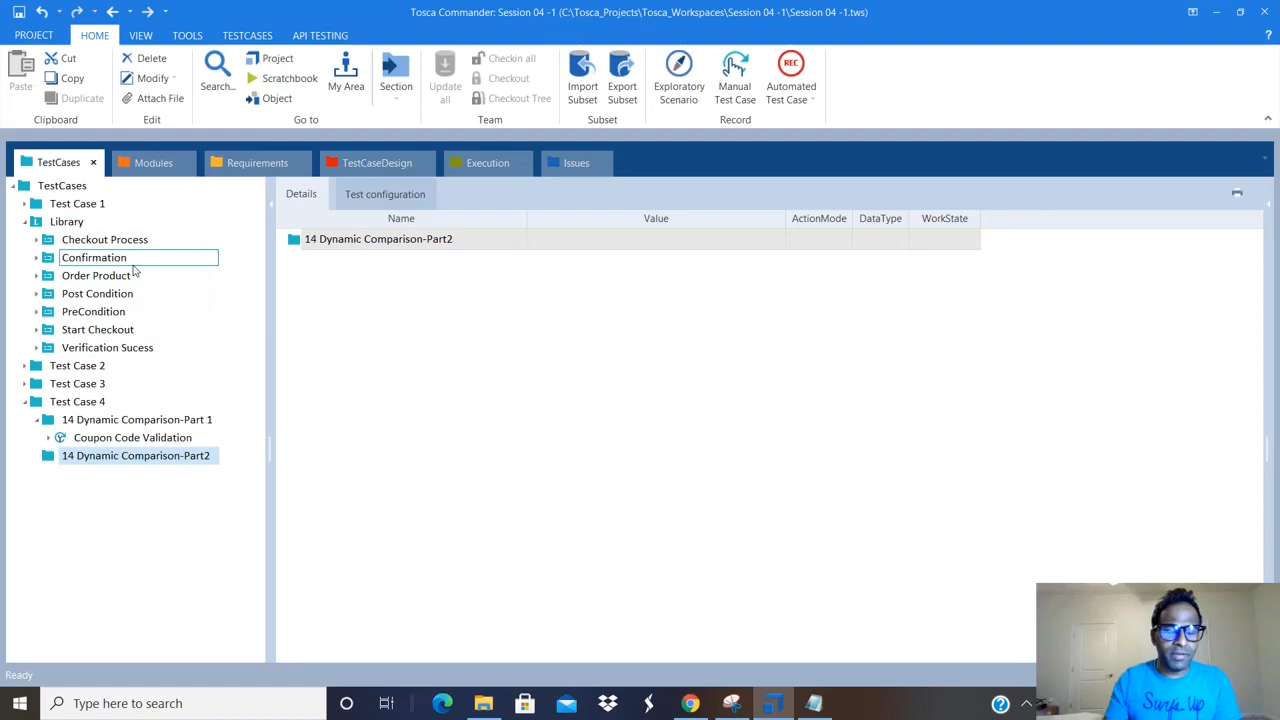 Tosca Commander: Session 04 -1 (C:\Tosca_Projects\Tosca_Workspaces\Session 04 -1\Session 04 -1.tws)
PROJECT HOME VIEW TOOLS TESTCASES API TESTING ?
Paste Cut Copy Duplicate Clipboard
Delete Modify Attach File Edit
Search... Project Scratchbook Object My Area Section Go to
Update all Checkin all Checkout Checkout Tree Team
Import Subset Export Subset Subset
Exploratory Scenario Manual Test Case REC Automated Test Case Record
TestCases × Modules Requirements TestCaseDesign Execution Issues
TestCases
Test Case 1
L Library
Checkout Process
Confirmation
Order Product
Post Condition
PreCondition
Start Checkout
Verification Sucess
Test Case 2
Test Case 3
Test Case 4
14 Dynamic Comparison-Part 1
Coupon Code Validation
14 Dynamic Comparison-Part2
Details Test configuration
Name Value ActionMode DataType WorkState
14 Dynamic Comparison-Part2
Ready
Type here to search
?